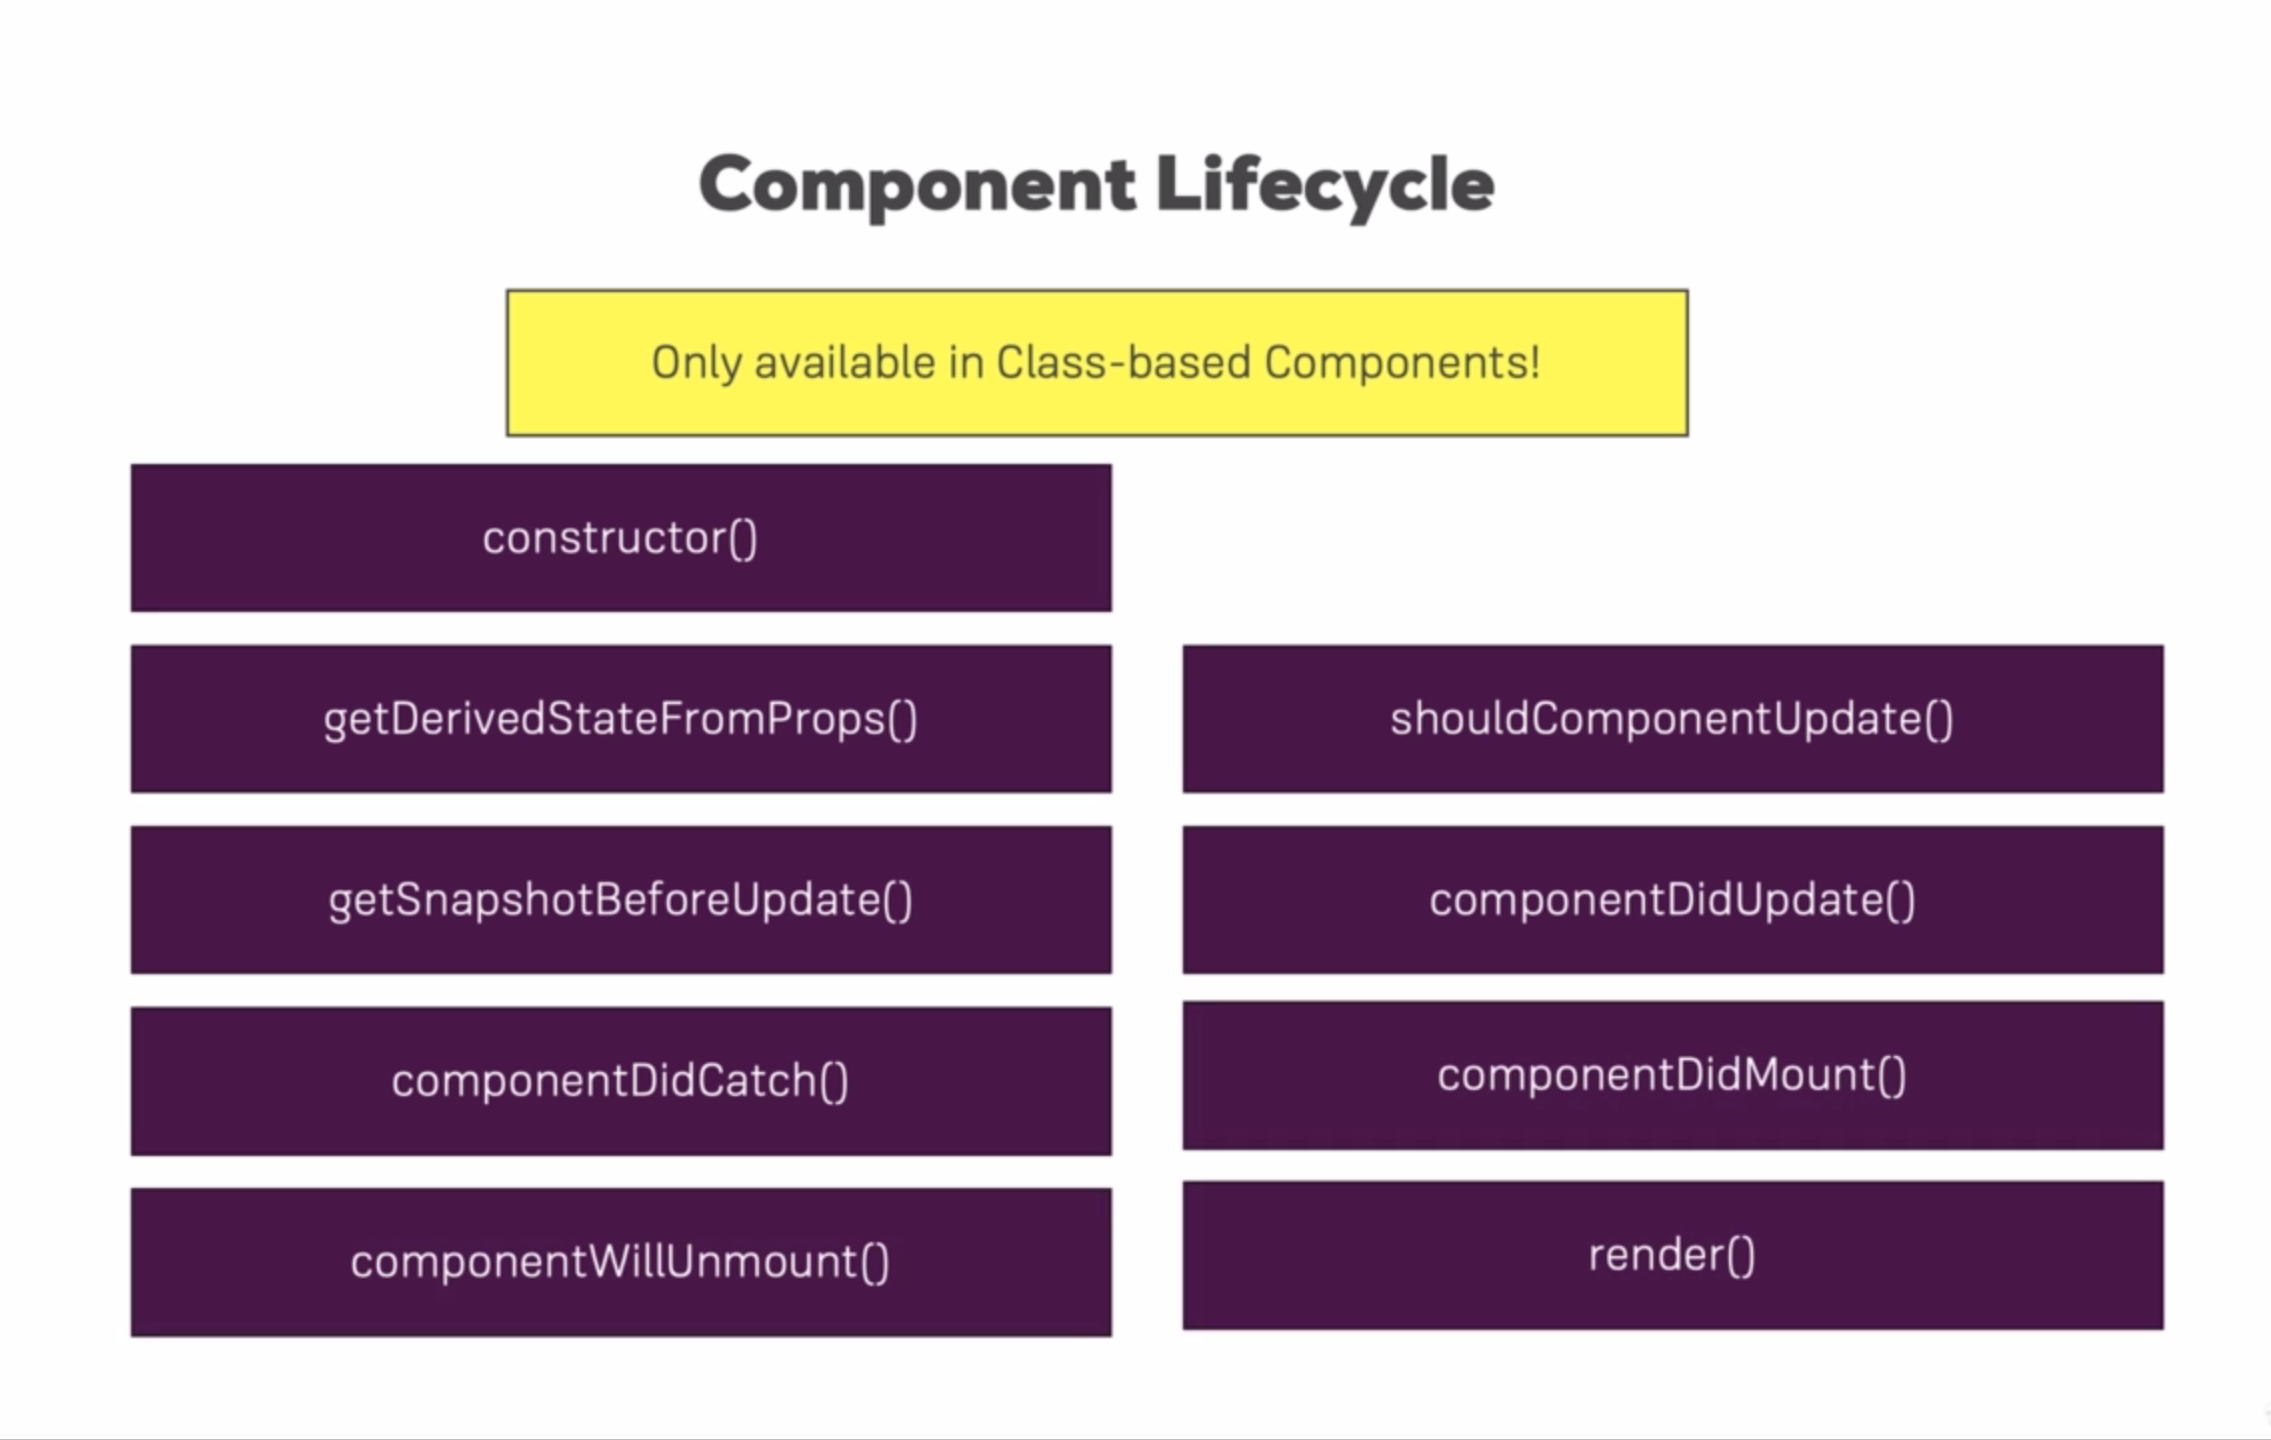 Component Lifecycle
Only available in Class-based Components!
constructor()
getDerivedStateFromProps()
shouldComponentUpdate()
getSnapshotBeforeUpdate()
componentDidUpdate()
componentDidCatch()
componentDidMount()
componentWillUnmount()
render()